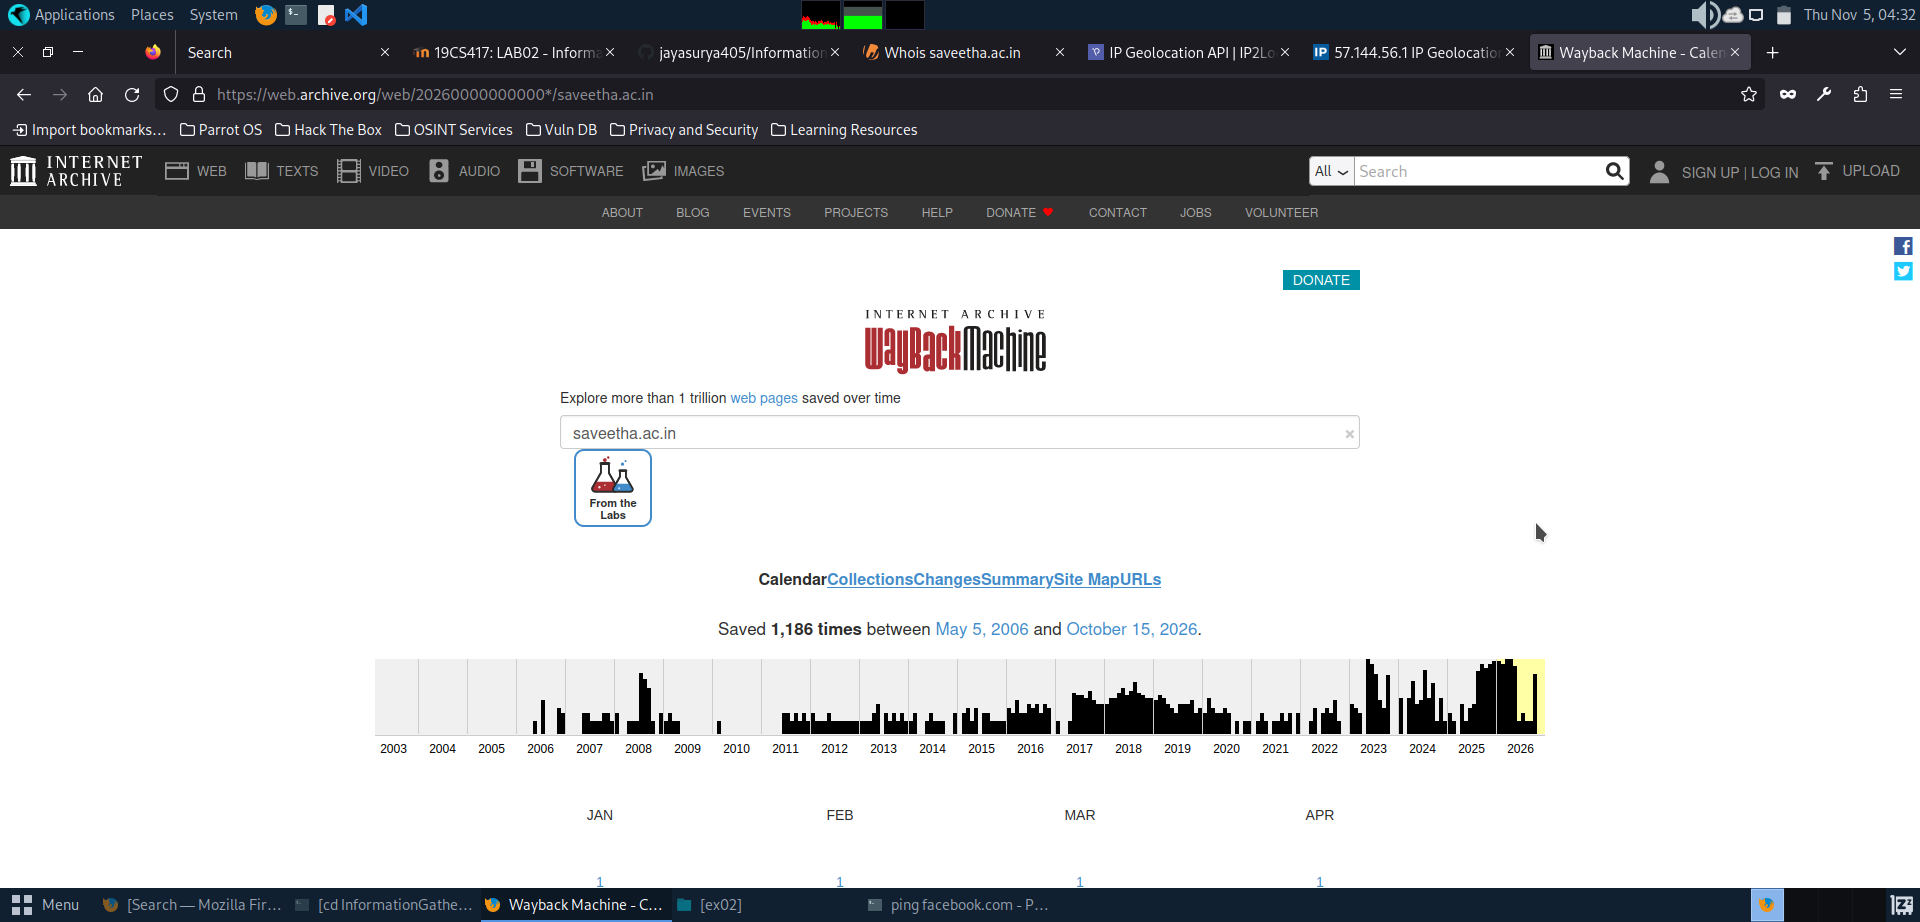 Applications Places System
Thu Nov 5, 04:32
Search
19CS417: LAB02 - Informa
jayasurya405/Information
Whois saveetha.ac.in
IP Geolocation API | IP2Lo
IP 57.144.56.1 IP Geolocatio
Wayback Machine - Calen
https://web.archive.org/web/20260000000000*/saveetha.ac.in
Import bookmarks… Parrot OS Hack The Box OSINT Services Vuln DB Privacy and Security Learning Resources
INTERNET ARCHIVE
WEB TEXTS VIDEO AUDIO SOFTWARE IMAGES
All Search
SIGN UP | LOG IN UPLOAD
ABOUT BLOG EVENTS PROJECTS HELP DONATE CONTACT JOBS VOLUNTEER
DONATE
INTERNET ARCHIVE
WayBackMachine
Explore more than 1 trillion web pages saved over time
saveetha.ac.in
From the
Labs
CalendarCollectionsChangesSummarySite MapURLs
Saved 1,186 times between May 5, 2006 and October 15, 2026.
2003 2004 2005 2006 2007 2008 2009 2010 2011 2012 2013 2014 2015 2016 2017 2018 2019 2020 2021 2022 2023 2024 2025 2026
JAN FEB MAR APR
1 1 1 1
Menu [Search — Mozilla Fir… [cd InformationGathe… Wayback Machine - C… [ex02] ping facebook.com - P…